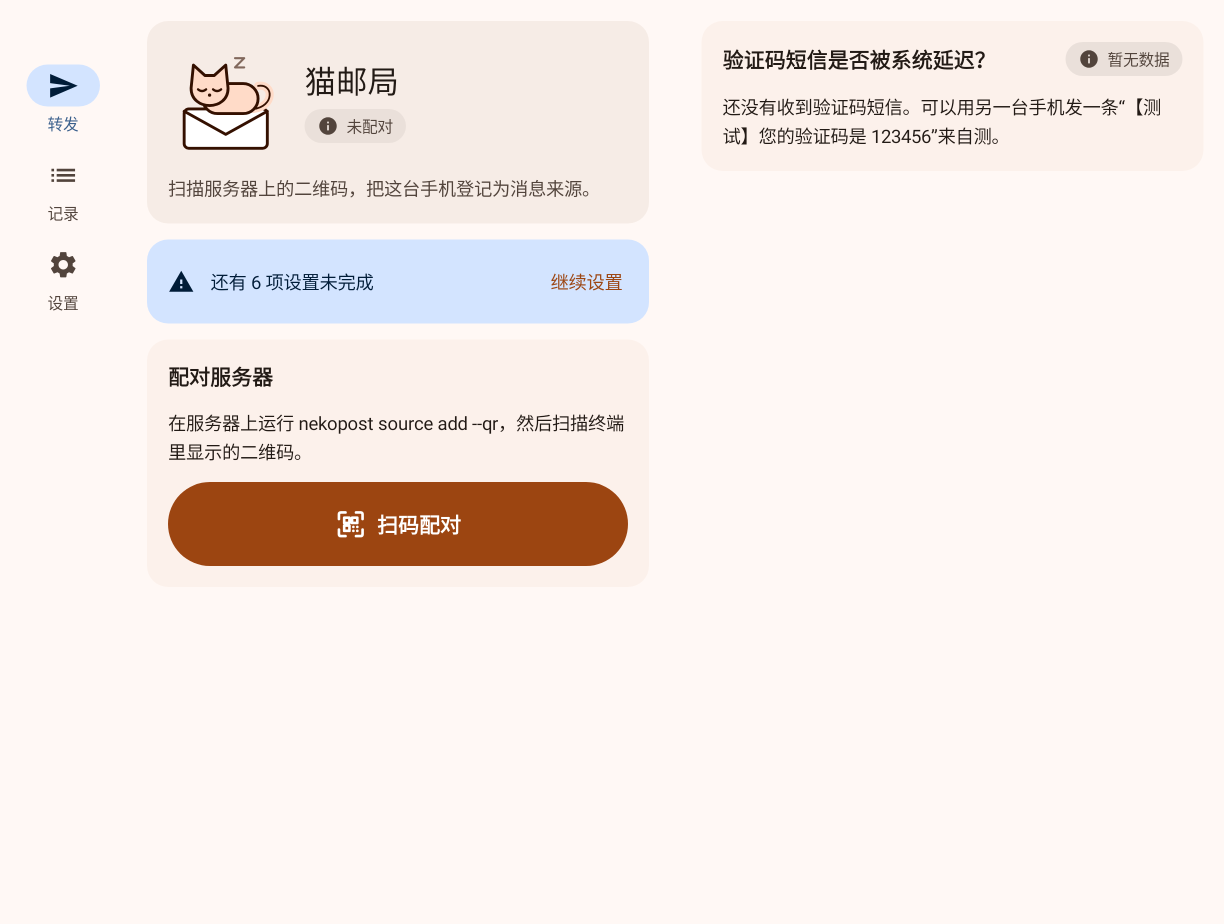 转发
记录
设置
Z
猫邮局
未配对
扫描服务器上的二维码，把这台手机登记为消息来源。
还有 6 项设置未完成
继续设置
配对服务器
在服务器上运行 nekopost source add --qr，然后扫描终端
里显示的二维码。
扫码配对
验证码短信是否被系统延迟？
暂无数据
还没有收到验证码短信。可以用另一台手机发一条“【测
试】您的验证码是 123456”来自测。